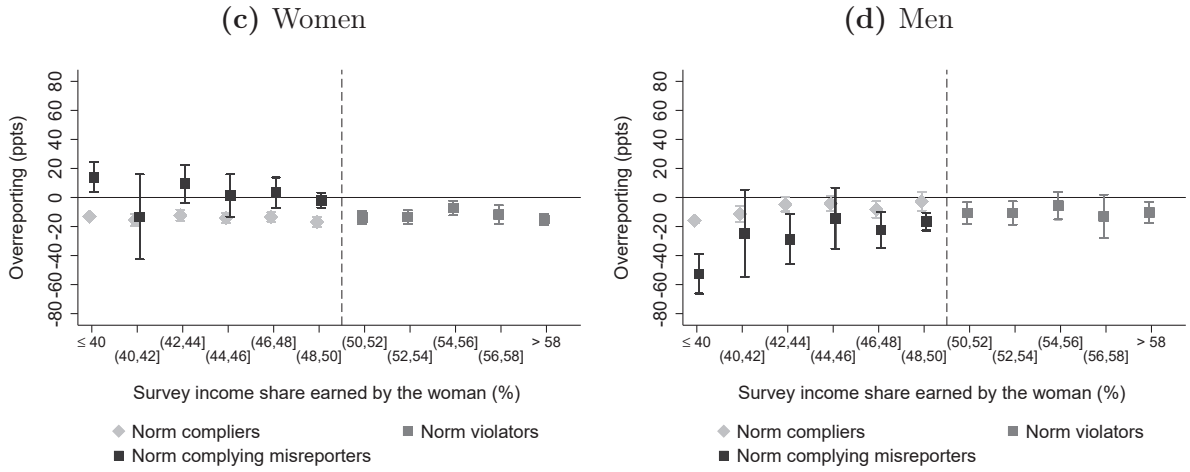 (c) Women
Overreporting (ppts)
80
60
40
20
0
-20
-40
-60
-80
≤ 40 (42,44] (46,48] (50,52] (54,56] > 58
(40,42] (44,46] (48,50] (52,54] (56,58]
Survey income share earned by the woman (%)
Norm compliers Norm violators
Norm complying misreporters
(d) Men
Overreporting (ppts)
80
60
40
20
0
-20
-40
-60
-80
≤ 40 (42,44] (46,48] (50,52] (54,56] > 58
(40,42] (44,46] (48,50] (52,54] (56,58]
Survey income share earned by the woman (%)
Norm compliers Norm violators
Norm complying misreporters